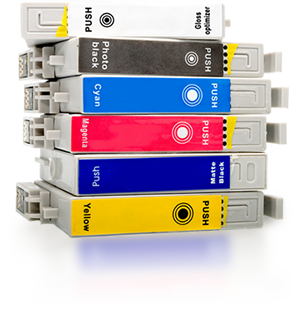 PUSH
Gloss
optimizer
Photo
black
PUSH
Cyan
PUSH
Magenta
PUSH
Push
Matte
Black
Yellow
PUSH